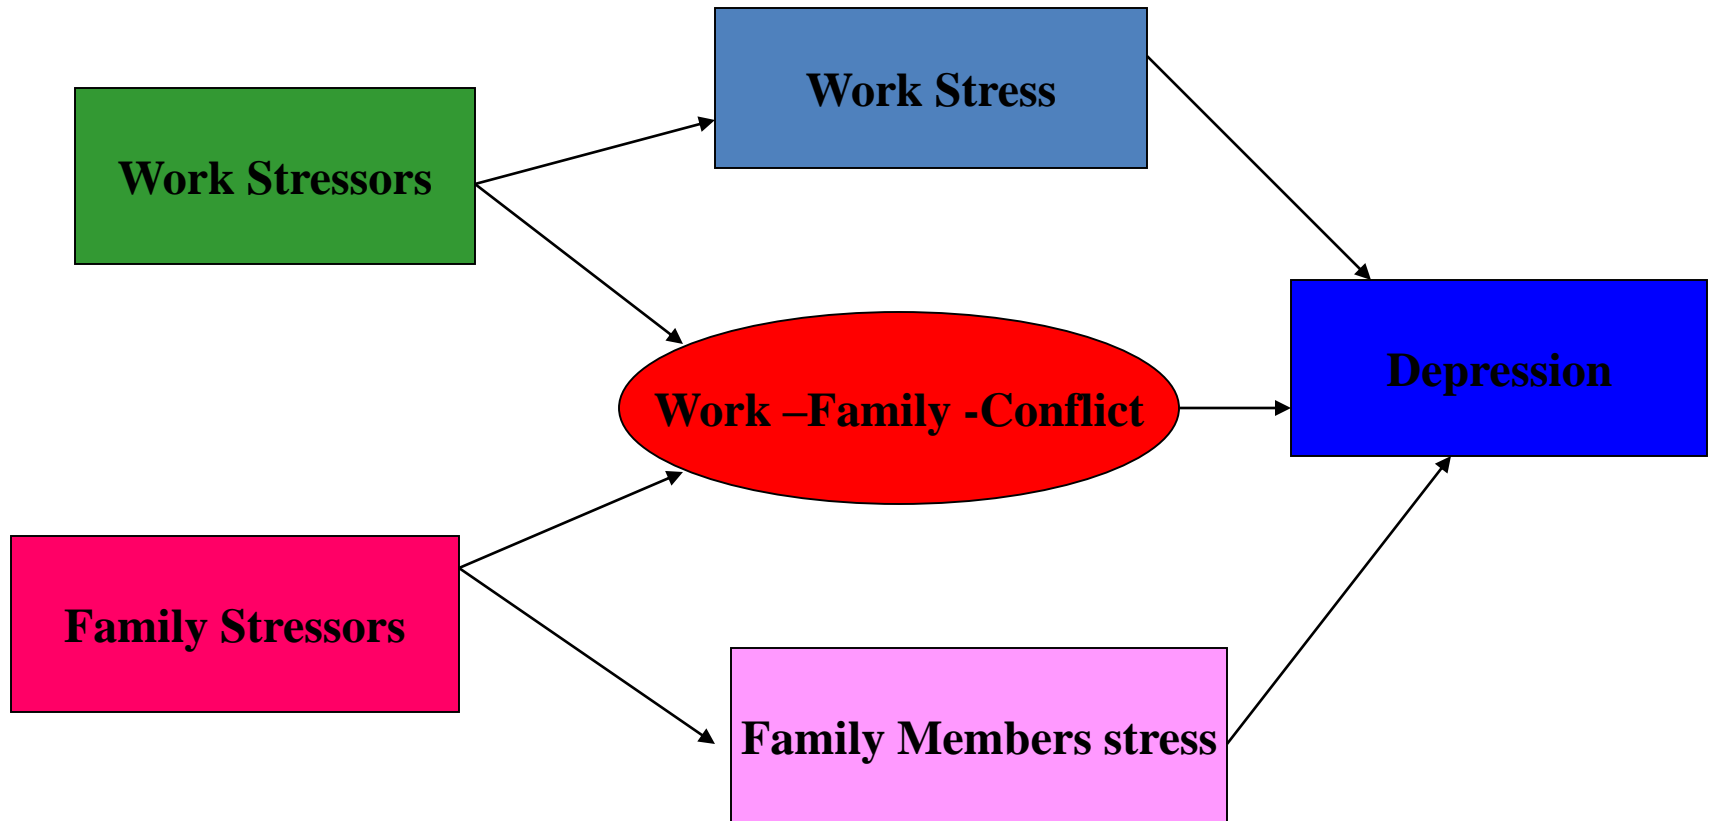 Work Stress
Work Stressors
Depression
Work –Family -Conflict
Family Stressors
Family Members stress